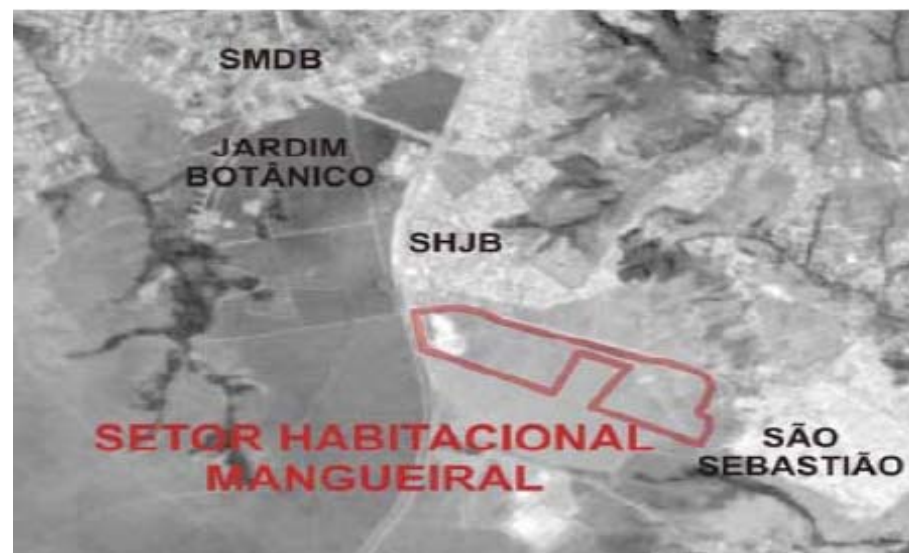 SMDB
JARDIM
BOTÂNICO
SHJB
SETOR HABITACIONAL
MANGUEIRAL
SÃO
SEBASTIÃO